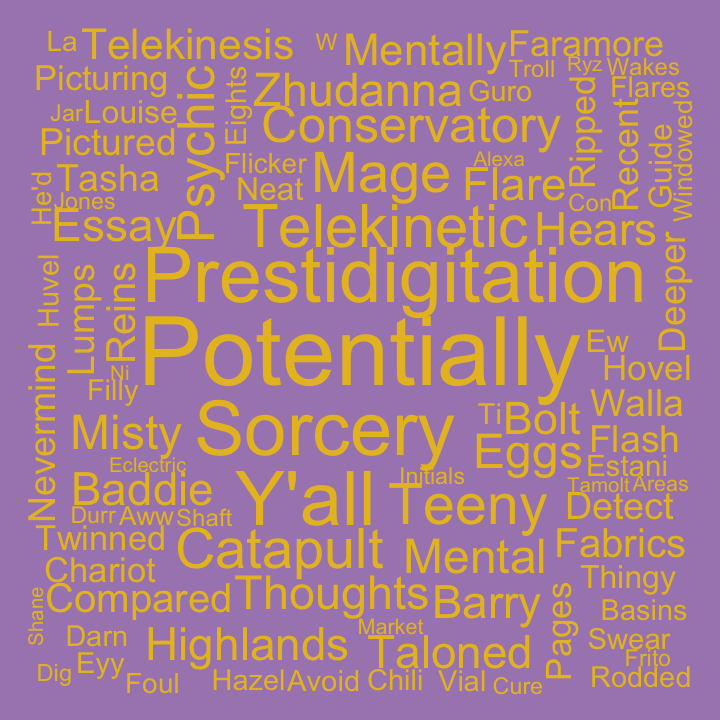 La
Telekinesis
W
Mentally
Faramore
Picturing
Psychic
Eights
Zhudanna
Guro
Troll
Ryz
Wakes
Flares
Jar
Louise
Conservatory
Ripped
Recent
Guide
Windowed
Pictured
Flicker
Mage
Alexa
Flare
He'd
Tasha
Neat
Con
Jones
Essay
Telekinetic
Hears
Deeper
Huvel
Lumps
Reins
Prestidigitation
Potentially
Ew
Hovel
Nevermind
Ni
Filly
Sorcery
Ti
Bolt
Walla
Misty
Eggs
Flash
Eclectric
Initials
Estani
Baddie
Y'all
Teeny
Tamolt
Areas
Durr
Aww
Shaft
Detect
Twinned
Catapult
Mental
Fabrics
Chariot
Thingy
Compared
Thoughts
Barry
Pages
Basins
Shane
Darn
Highlands
Market
Taloned
Swear
Eyy
Frito
Dig
Foul
Hazel
Avoid
Chili
Vial
Cure
Rodded